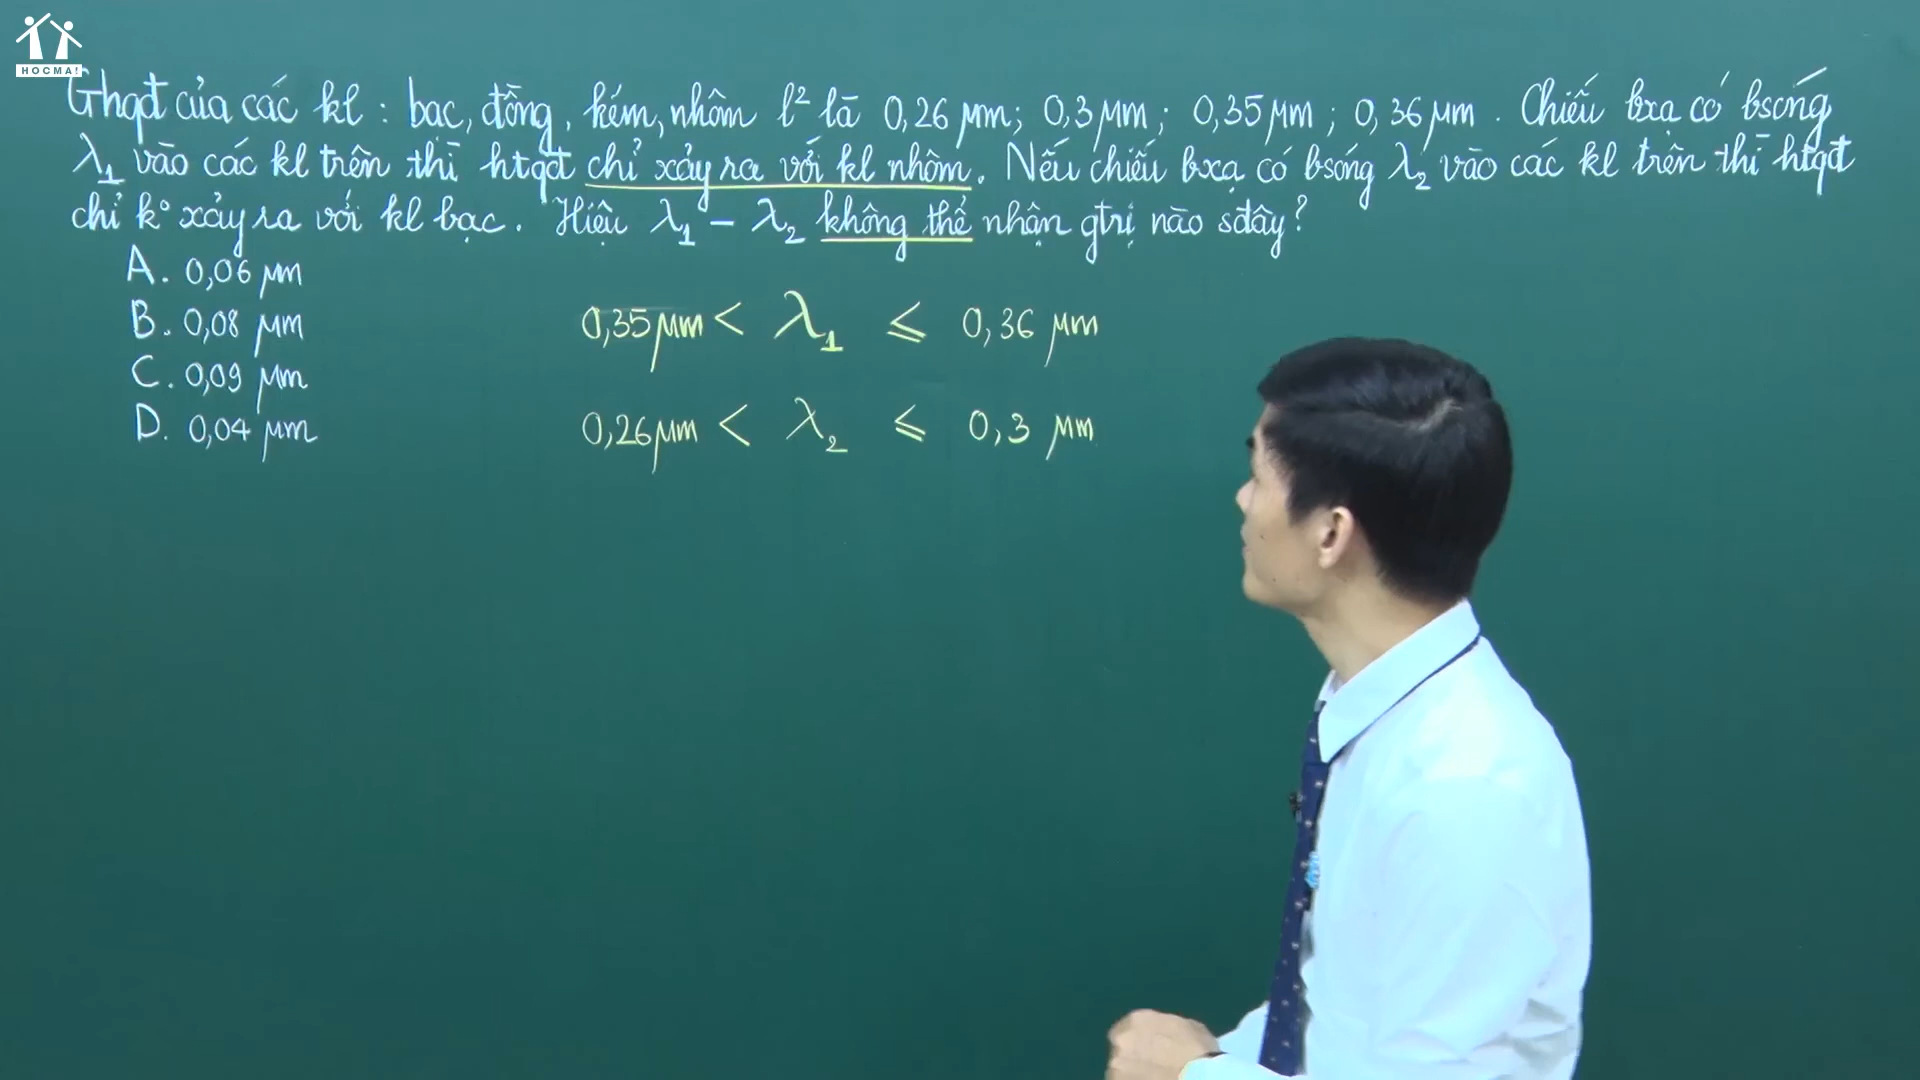 HOCMAI
Ghqđ của các kl : bạc, đồng, kẽm, nhôm l² là 0,26 μm; 0,3 μm; 0,35 μm; 0,36 μm. Chiếu bxạ có bsóng
λ₁ vào các kl trên thì htqđ chỉ xảy ra với kl nhôm. Nếu chiếu bxạ có bsóng λ₂ vào các kl trên thì htqđ
chỉ k° xảy ra với kl bạc. Hiệu λ₁ - λ₂ không thể nhận gtrị nào sđây?
A. 0,06 μm
B. 0,08 μm
C. 0,09 μm
D. 0,04 μm
0,35 μm < λ₁ ⩽ 0,36 μm
0,26 μm < λ₂ ⩽ 0,3 μm